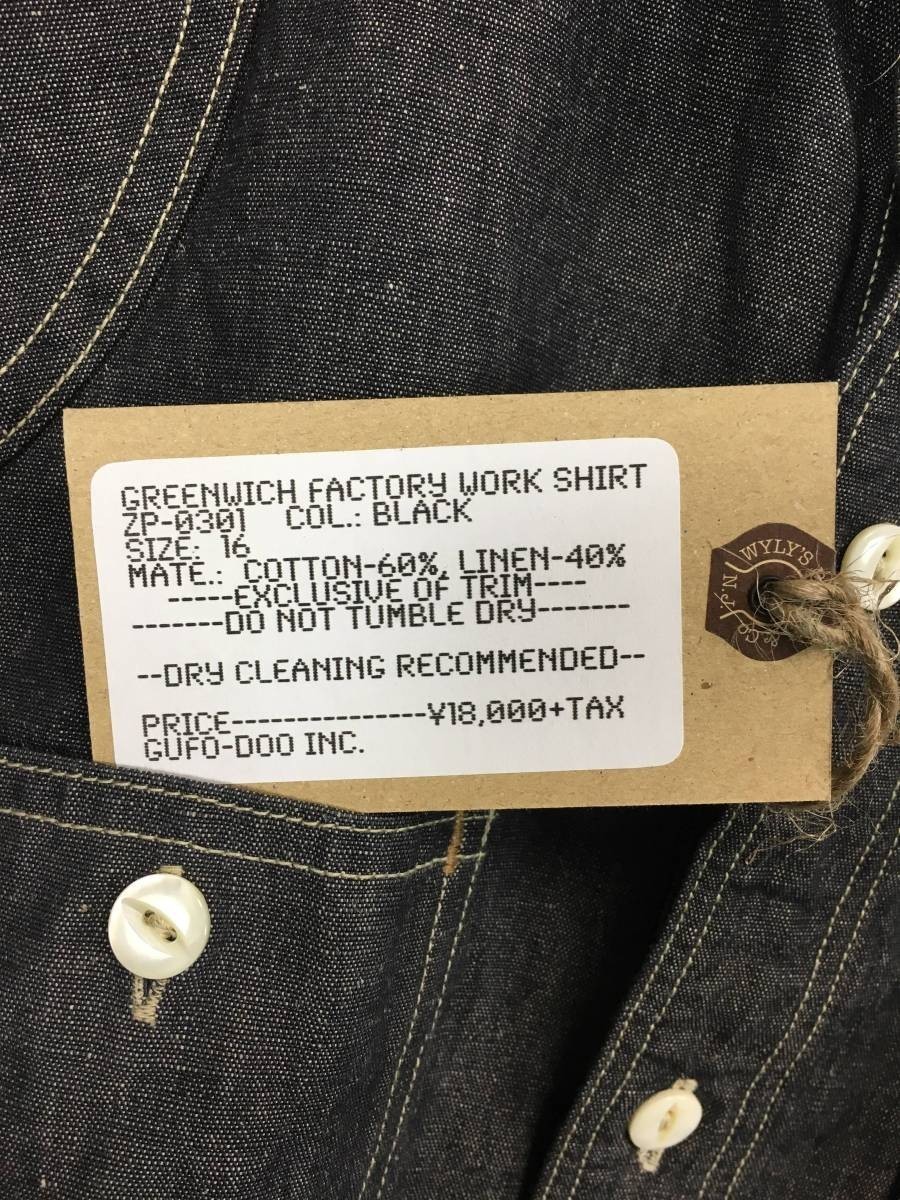 GREENWICH FACTORY WORK SHIRT
ZP-0301 COL.: BLACK
SIZE: 16
MATE.: COTTON-60%, LINEN-40%
-----EXCLUSIVE OF TRIM----
-------DO NOT TUMBLE DRY-------
--DRY CLEANING RECOMMENDED--
PRICE---------------¥18,000+TAX
GUFO-DOO INC.
WYLY'S
& CO